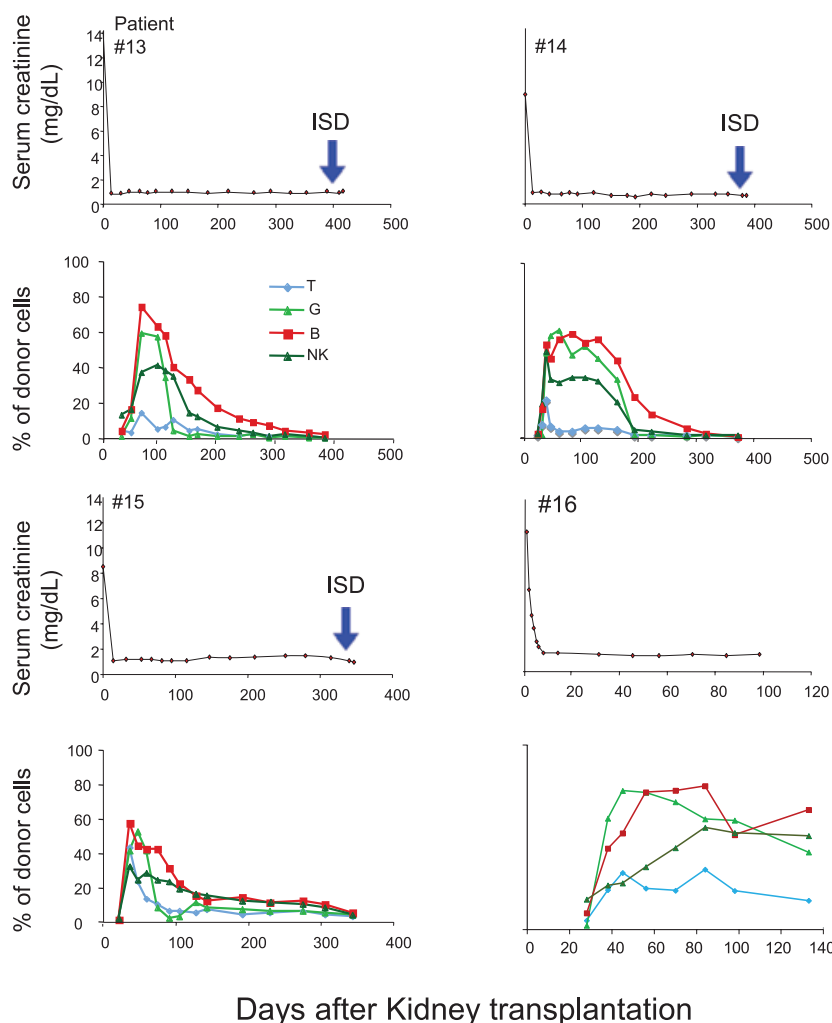 Patient
#13
Serum creatinine
(mg/dL)
14
12
10
8
6
4
2
0
ISD
0 100 200 300 400 500
#14
ISD
0 100 200 300 400 500
% of donor cells
100
80
60
40
20
0
T
G
B
NK
0 100 200 300 400 500
0 100 200 300 400 500
#15
Serum creatinine
(mg/dL)
14
12
10
8
6
4
2
0
ISD
0 100 200 300 400
#16
0 20 40 60 80 100 120
% of donor cells
100
80
60
40
20
0
0 100 200 300 400
0 20 40 60 80 100 120 140
Days after Kidney transplantation